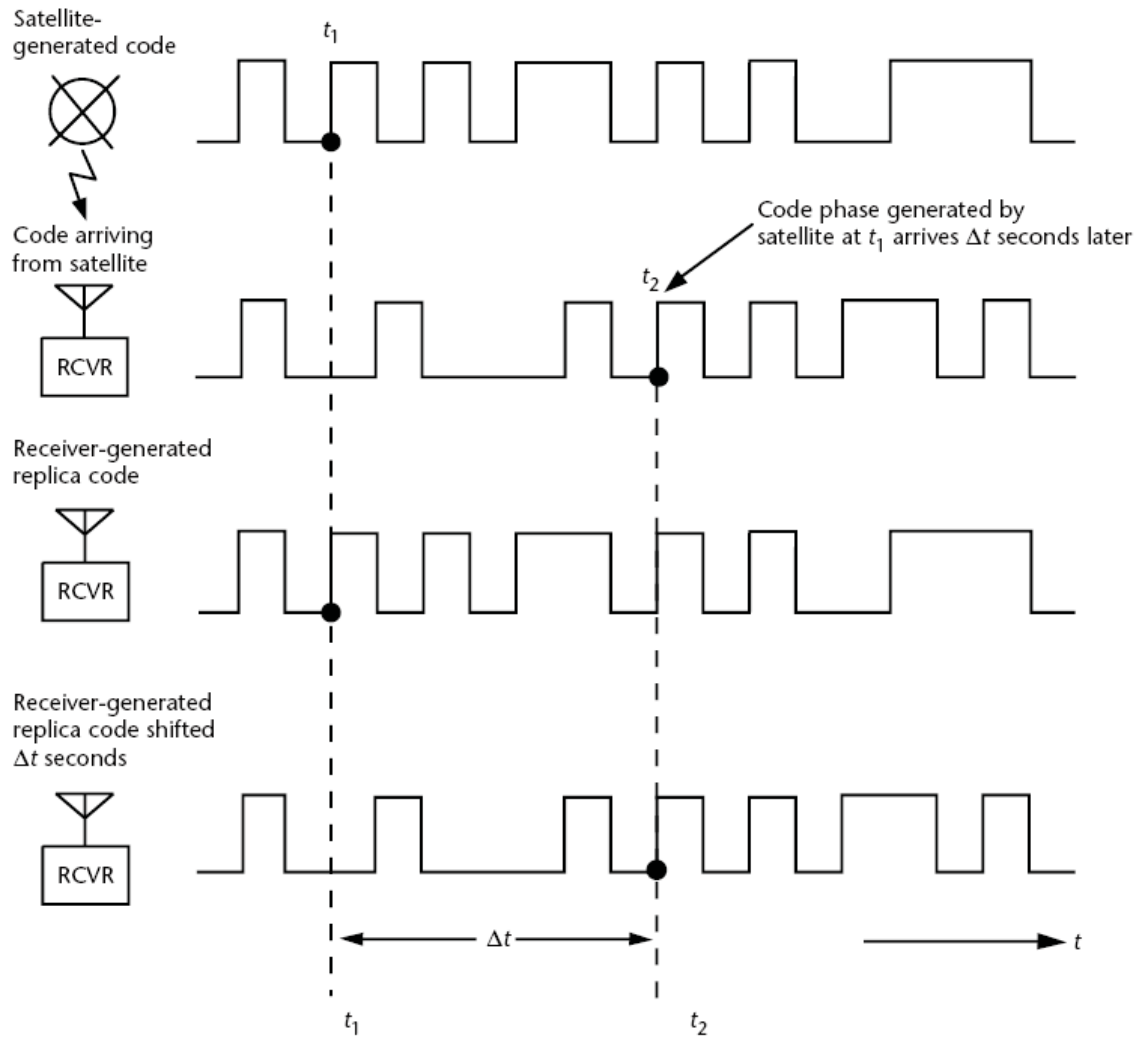 Satellite-
generated code
t1
Code arriving
from satellite
Code phase generated by
satellite at t1 arrives Δt seconds later
t2
RCVR
Receiver-generated
replica code
RCVR
Receiver-generated
replica code shifted
Δt seconds
RCVR
Δt
t
t1
t2